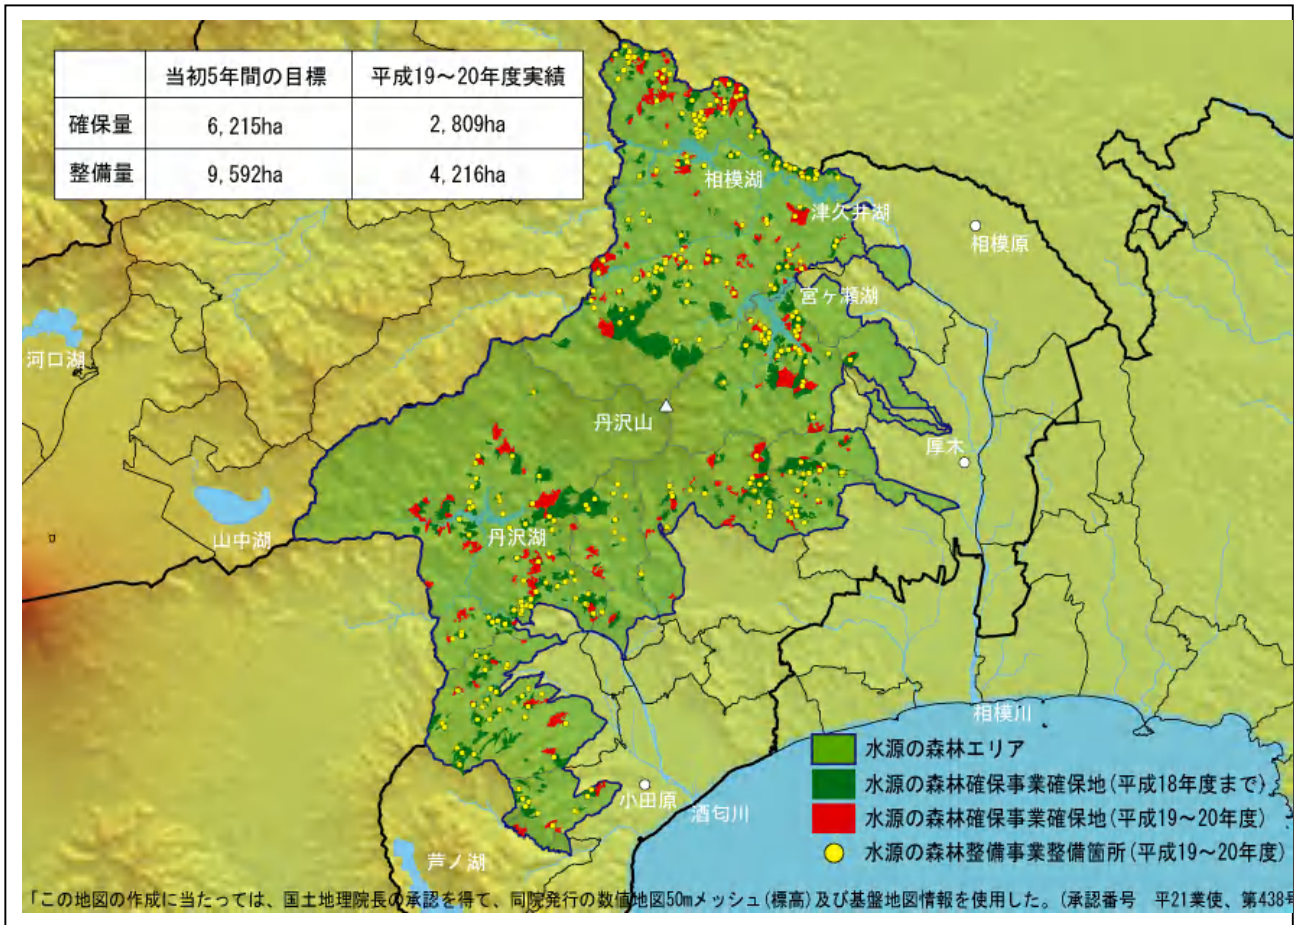 当初5年間の目標 平成19～20年度実績
確保量 6,215ha 2,809ha
整備量 9,592ha 4,216ha
相模湖
津久井湖
相模原
宮ヶ瀬湖
河口湖
丹沢山
厚木
山中湖
丹沢湖
相模川
水源の森林エリア
水源の森林確保事業確保地(平成18年度まで)
水源の森林確保事業確保地(平成19～20年度)
水源の森林整備事業整備箇所(平成19～20年度)
小田原
酒匂川
芦ノ湖
「この地図の作成に当たっては、国土地理院長の承認を得て、同院発行の数値地図50mメッシュ(標高)及び基盤地図情報を使用した。(承認番号 平21業使、第438号